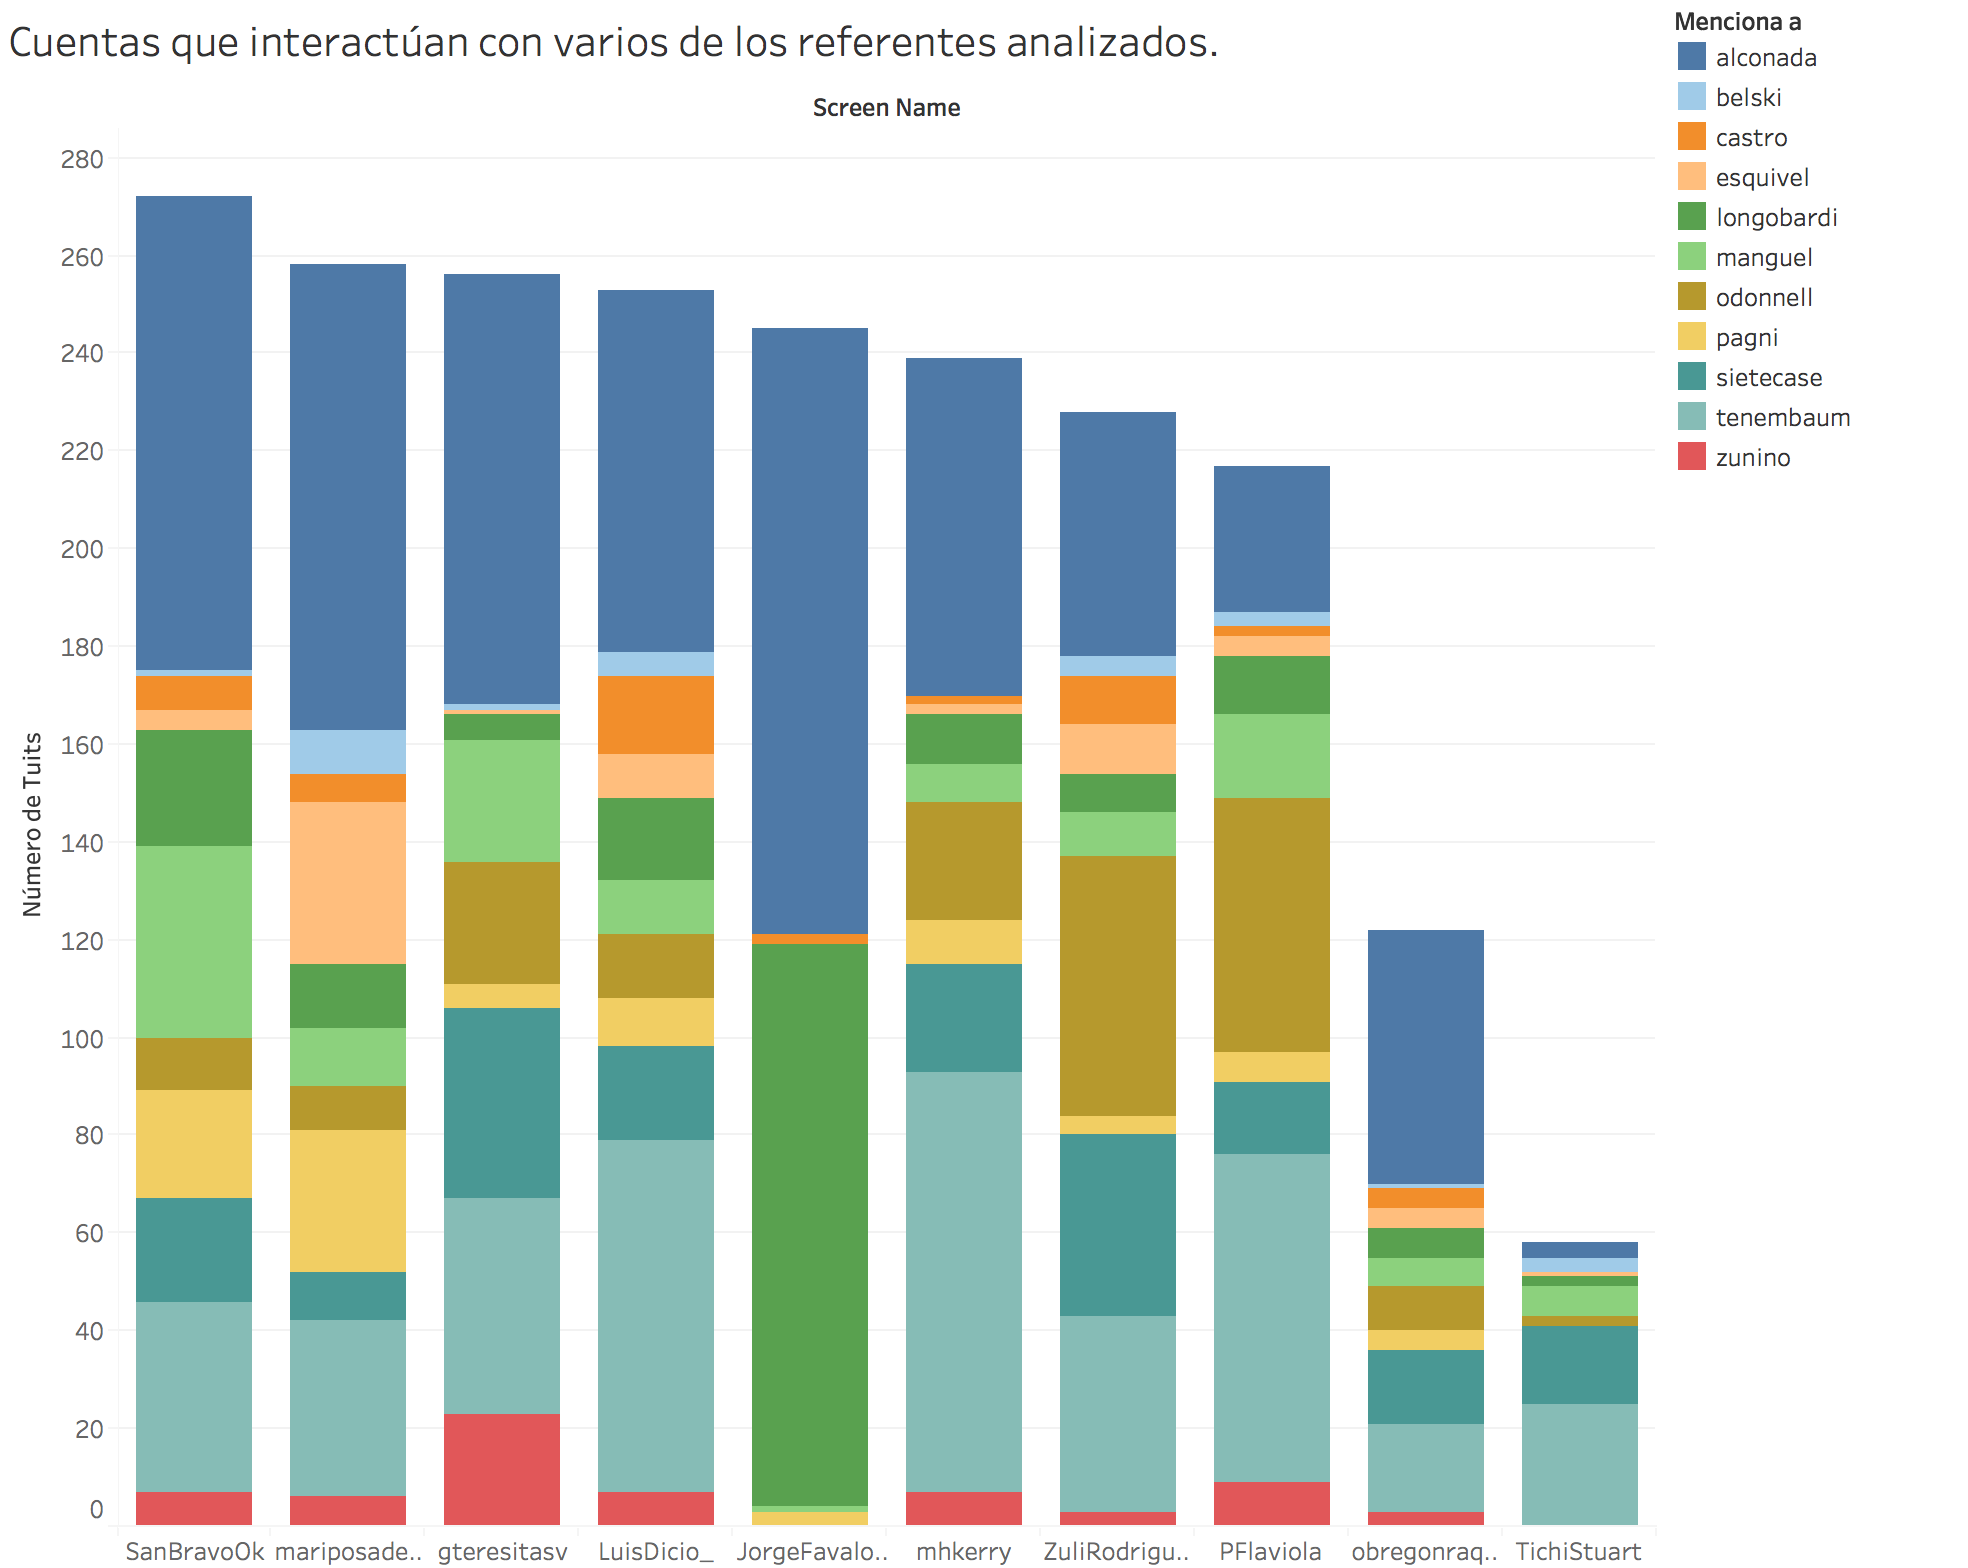 Cuentas que interactúan con varios de los referentes analizados.
Screen Name
Menciona a
alconada
belski
castro
esquivel
longobardi
manguel
odonnell
pagni
sietecase
tenembaum
zunino
Número de Tuits
280
260
240
220
200
180
160
140
120
100
80
60
40
20
0
SanBravoOk mariposade.. gteresitasv LuisDicio_ JorgeFavalo.. mhkerry ZuliRodrigu.. PFlaviola obregonraq.. TichiStuart